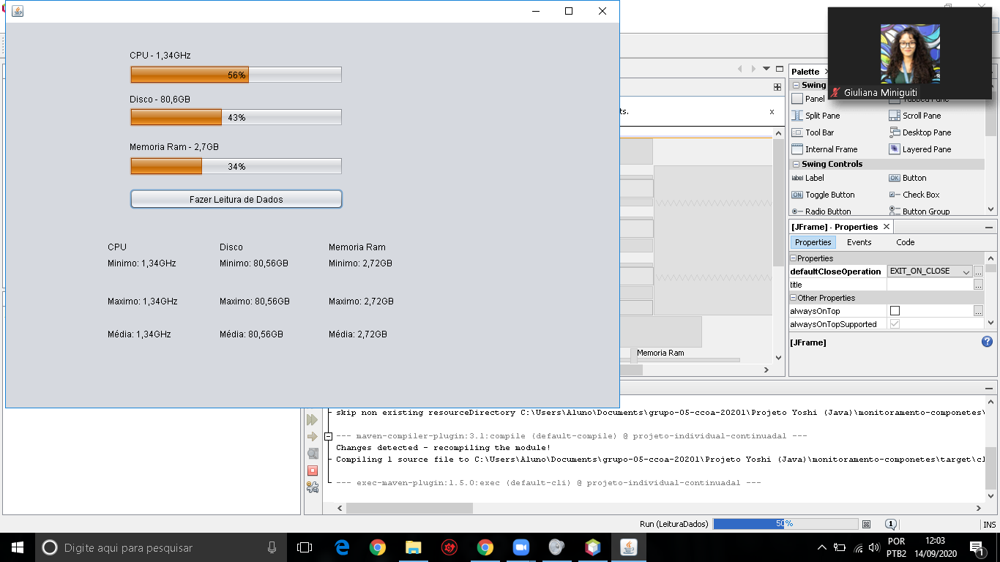 CPU - 1,34GHz
56%
Disco - 80,6GB
43%
Memoria Ram - 2,7GB
34%
Fazer Leitura de Dados
CPU Disco Memoria Ram
Minimo: 1,34GHz Minimo: 80,56GB Minimo: 2,72GB
Maximo: 1,34GHz Maximo: 80,56GB Maximo: 2,72GB
Média: 1,34GHz Média: 80,56GB Média: 2,72GB
ts. x
Memoria Ram
Giuliana Miniguiti
Palette
Swing
Panel
Split Pane Scroll Pane
Tool Bar Desktop Pane
Internal Frame Layered Pane
Swing Controls
label Label OK Button
ON Toggle Button Check Box
Radio Button Button Group
[JFrame] - Properties
Properties Events Code
Properties
defaultCloseOperation EXIT_ON_CLOSE ...
title ...
Other Properties
alwaysOnTop ...
alwaysOnTopSupported
[JFrame] ?
skip non existing resourceDirectory C:\Users\Aluno\Documents\grupo-05-ccoa-20201\Projeto Yoshi (Java)\monitoramento-componetes\
--- maven-compiler-plugin:3.1:compile (default-compile) @ projeto-individual-continuadal ---
Changes detected - recompiling the module!
Compiling 1 source file to C:\Users\Aluno\Documents\grupo-05-ccoa-20201\Projeto Yoshi (Java)\monitoramento-componetes\target\cl
--- exec-maven-plugin:1.5.0:exec (default-cli) @ projeto-individual-continuadal ---
Run (LeituraDados) 50% 1 INS
Digite aqui para pesquisar
POR 12:03
PTB2 14/09/2020 1